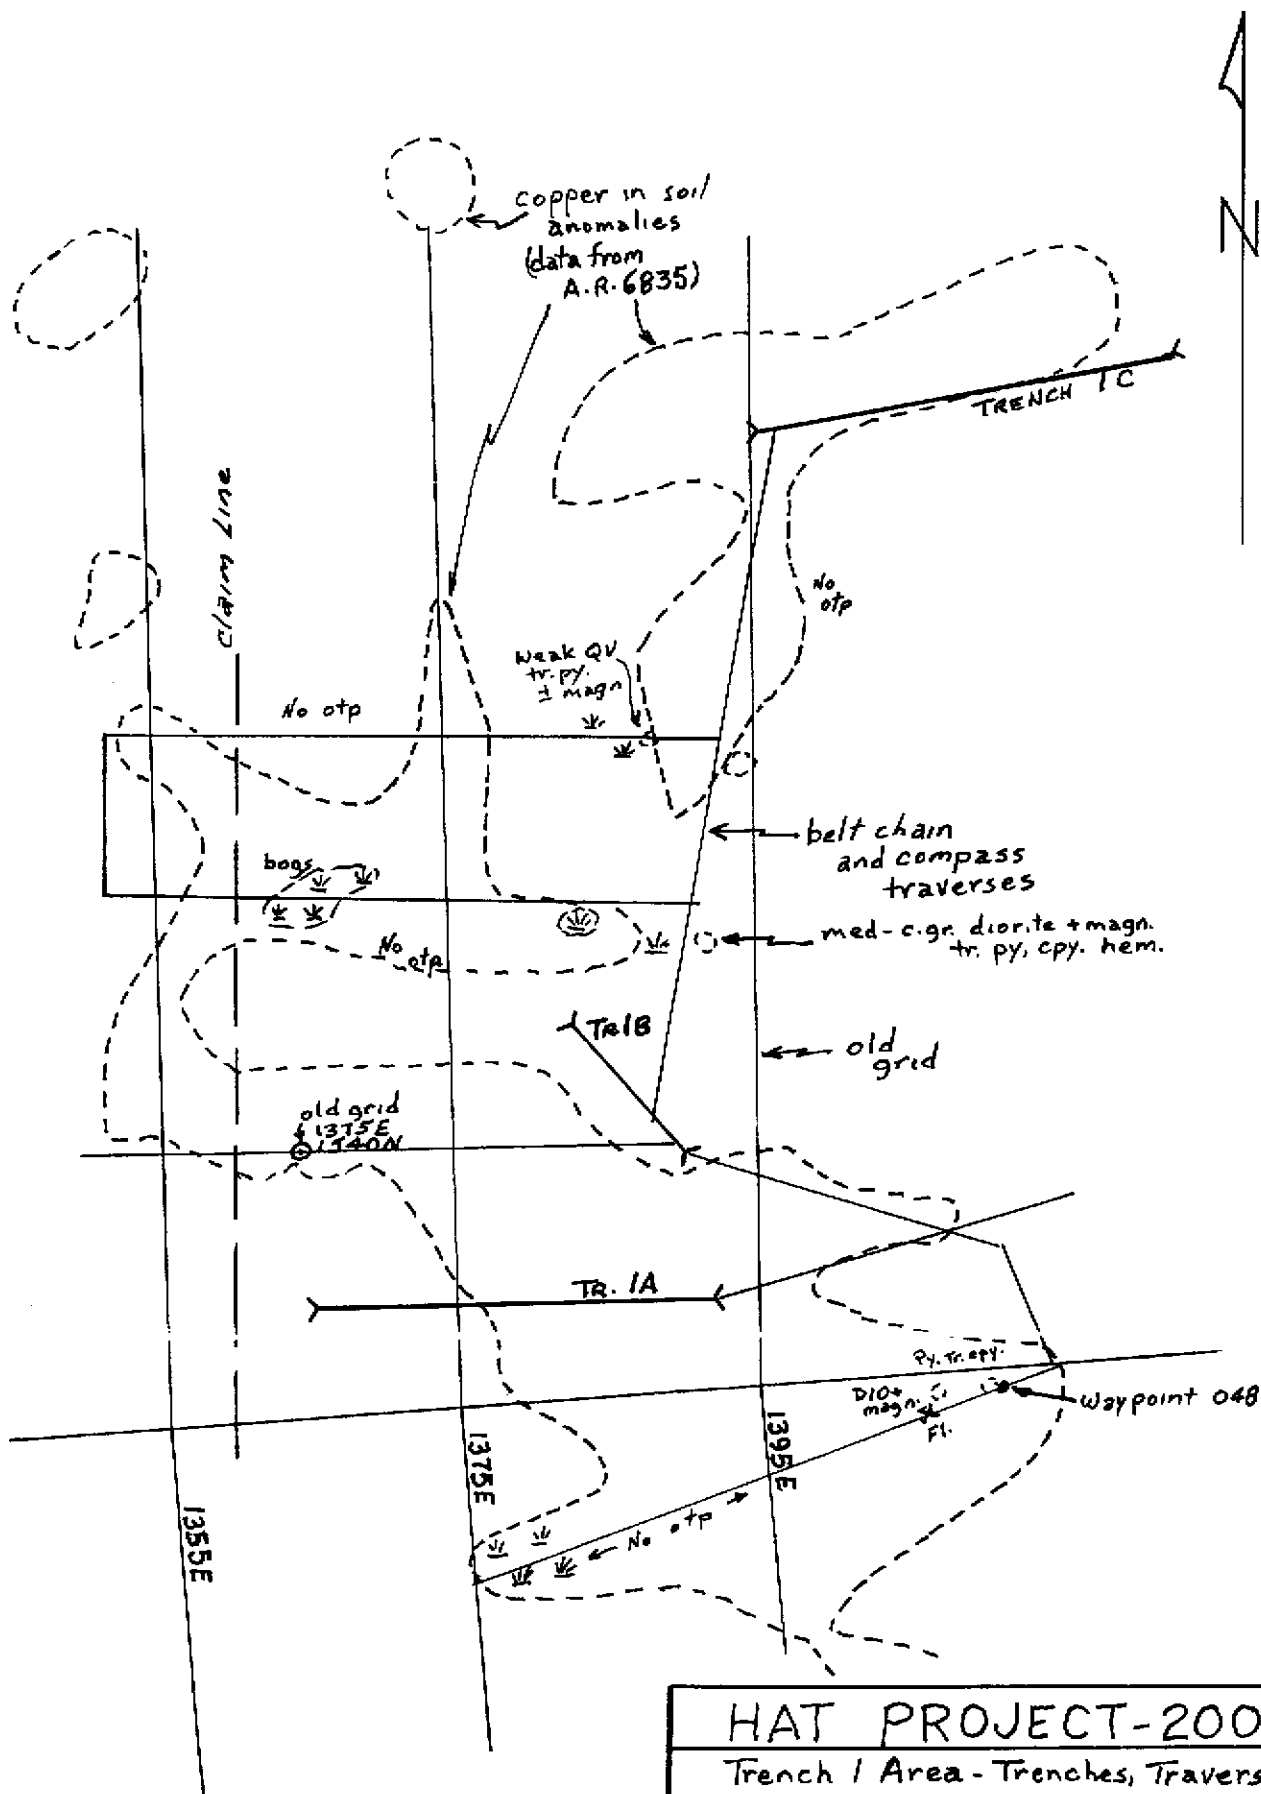 N
copper in soil
anomalies
(data from
A.R. 6835)
TRENCH 1C
Claim Line
No
otp
Weak QV
tr. py.
± magn
No otp
belt chain
and compass
traverses
bogs
med-c.gr. diorite + magn.
tr. py, cpy. hem.
No
otp
TR1B
old
grid
old grid
1375E
1340N
TR. 1A
Py. Tr. cpy.
DIO+
magn.
Fl.
Waypoint 048
1395E
1375E
1355E
No otp
HAT PROJECT-200
Trench 1 Area - Trenches, Travers